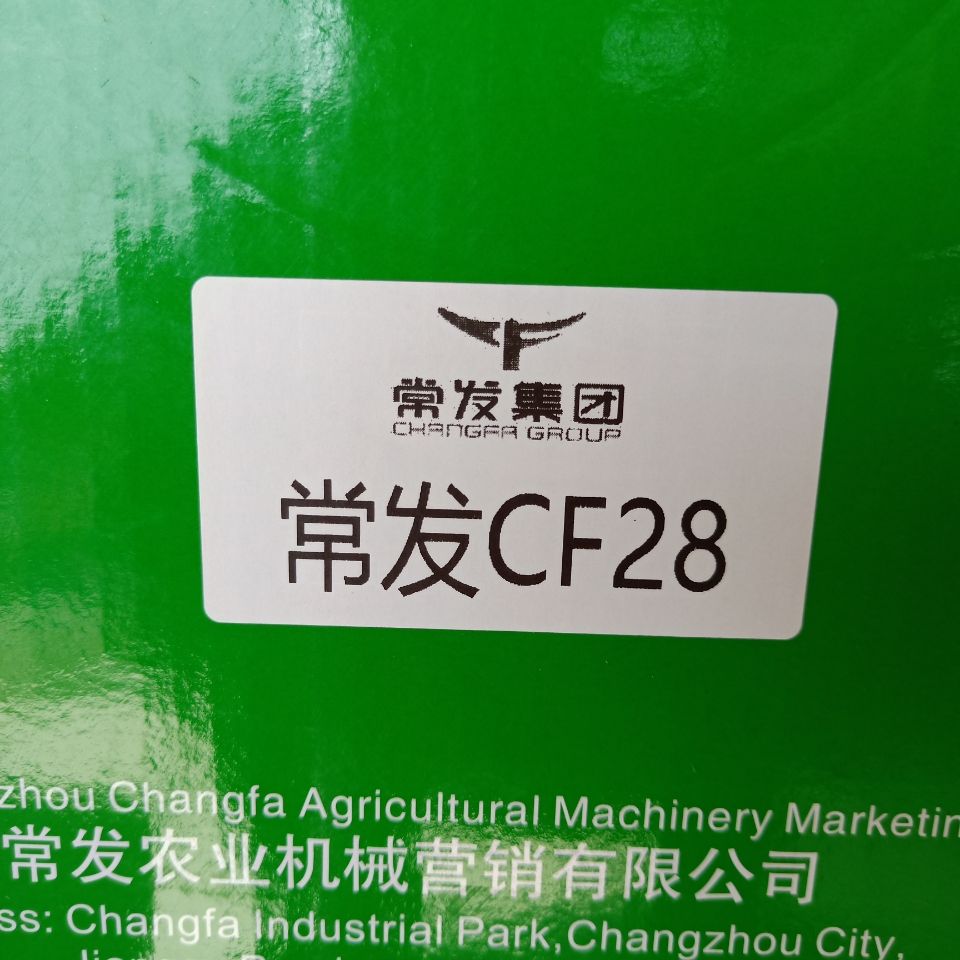 常发集团
CHANGFA GROUP
常发CF28
zhou Changfa Agricultural Machinery Marketin
常发农业机械营销有限公司
ss: Changfa Industrial Park,Changzhou City,